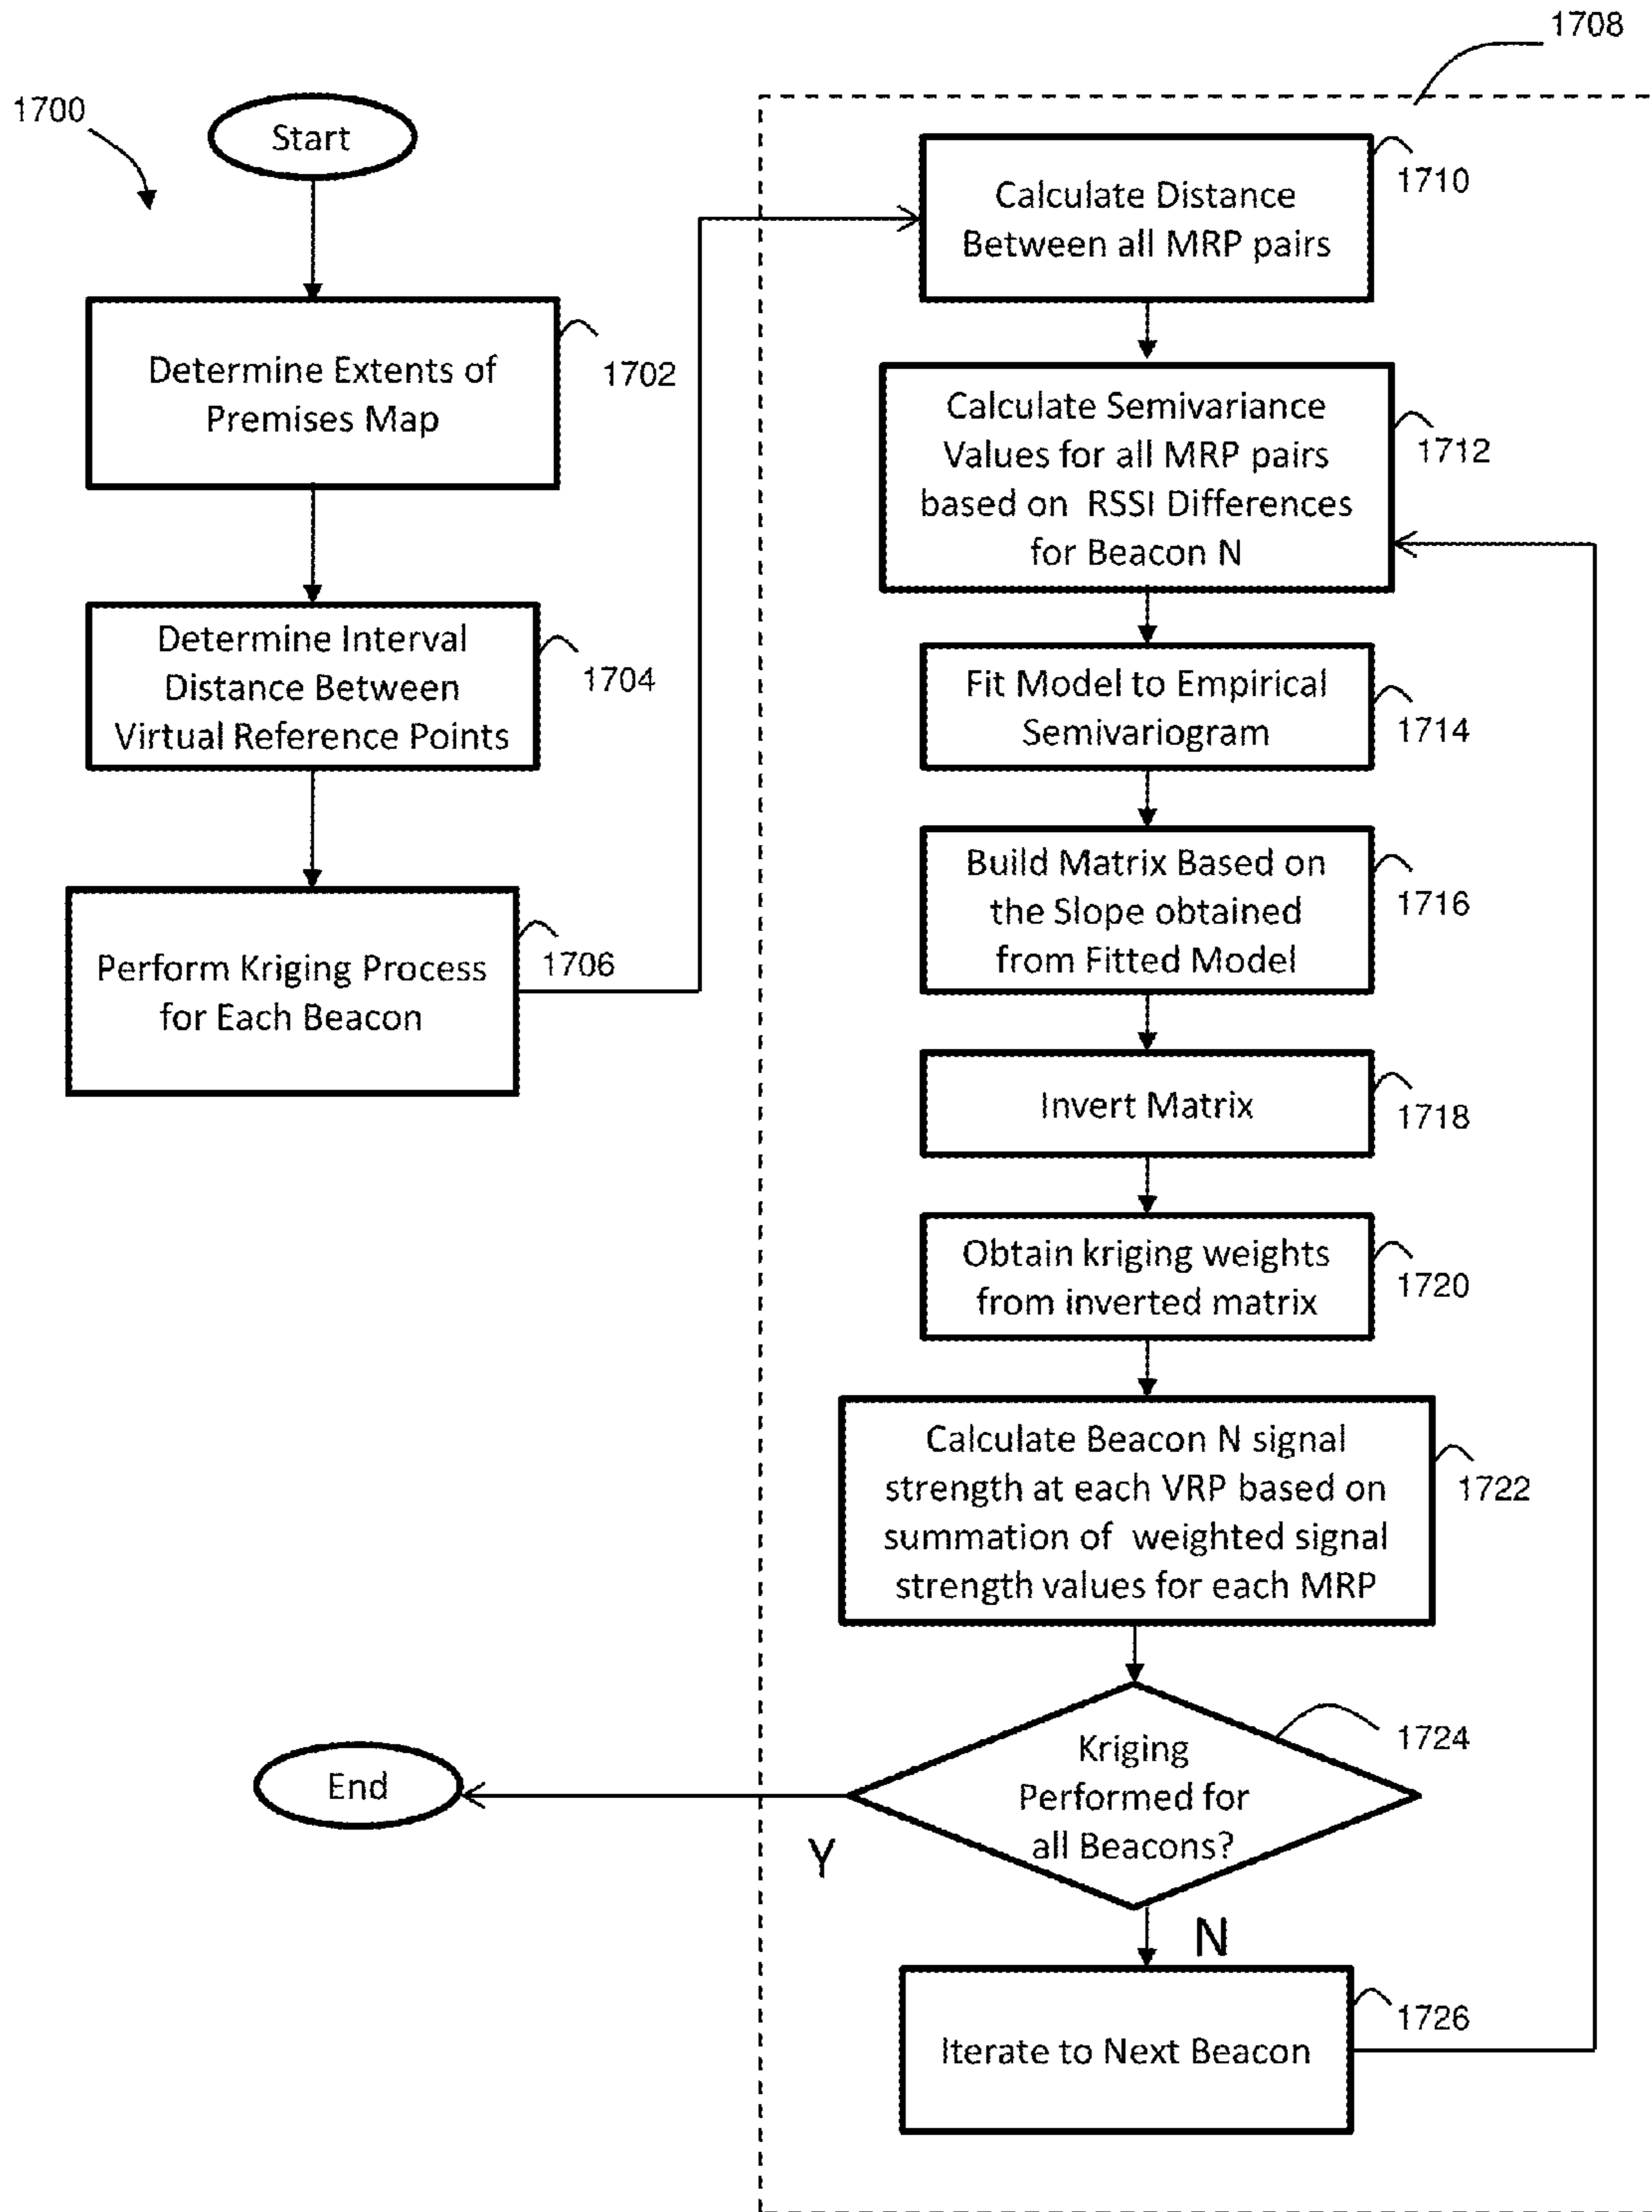 1708
1700
Start
Determine Extents of
Premises Map
1702
Determine Interval
Distance Between
Virtual Reference Points
1704
Perform Kriging Process
for Each Beacon
1706
Calculate Distance
Between all MRP pairs
1710
Calculate Semivariance
Values for all MRP pairs
based on RSSI Differences
for Beacon N
1712
Fit Model to Empirical
Semivariogram
1714
Build Matrix Based on
the Slope obtained
from Fitted Model
1716
Invert Matrix
1718
Obtain kriging weights
from inverted matrix
1720
Calculate Beacon N signal
strength at each VRP based on
summation of weighted signal
strength values for each MRP
1722
Kriging
Performed for
all Beacons?
1724
End
Y
N
Iterate to Next Beacon
1726